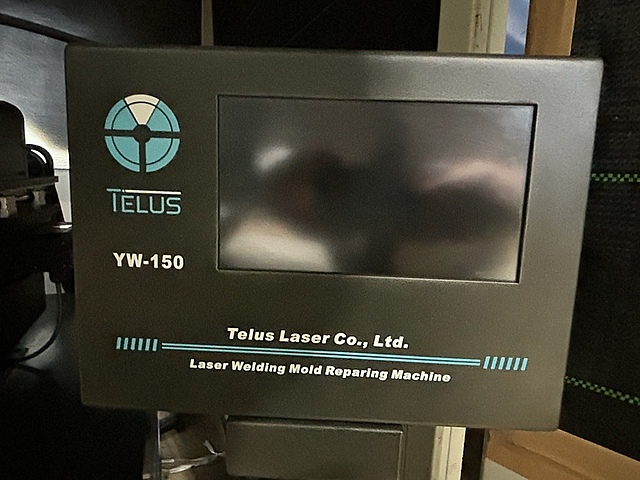 TELUS
YW-150
Telus Laser Co., Ltd.
Laser Welding Mold Reparing Machine